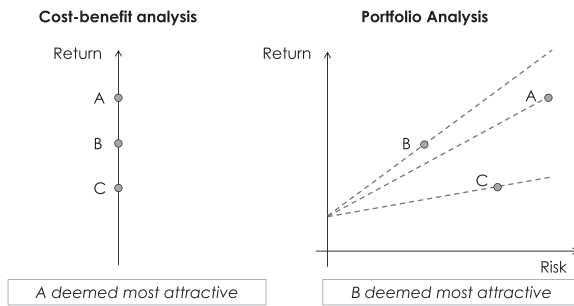 Cost-benefit analysis
Return
A
B
C
A deemed most attractive
Portfolio Analysis
Return
A
B
C
Risk
B deemed most attractive